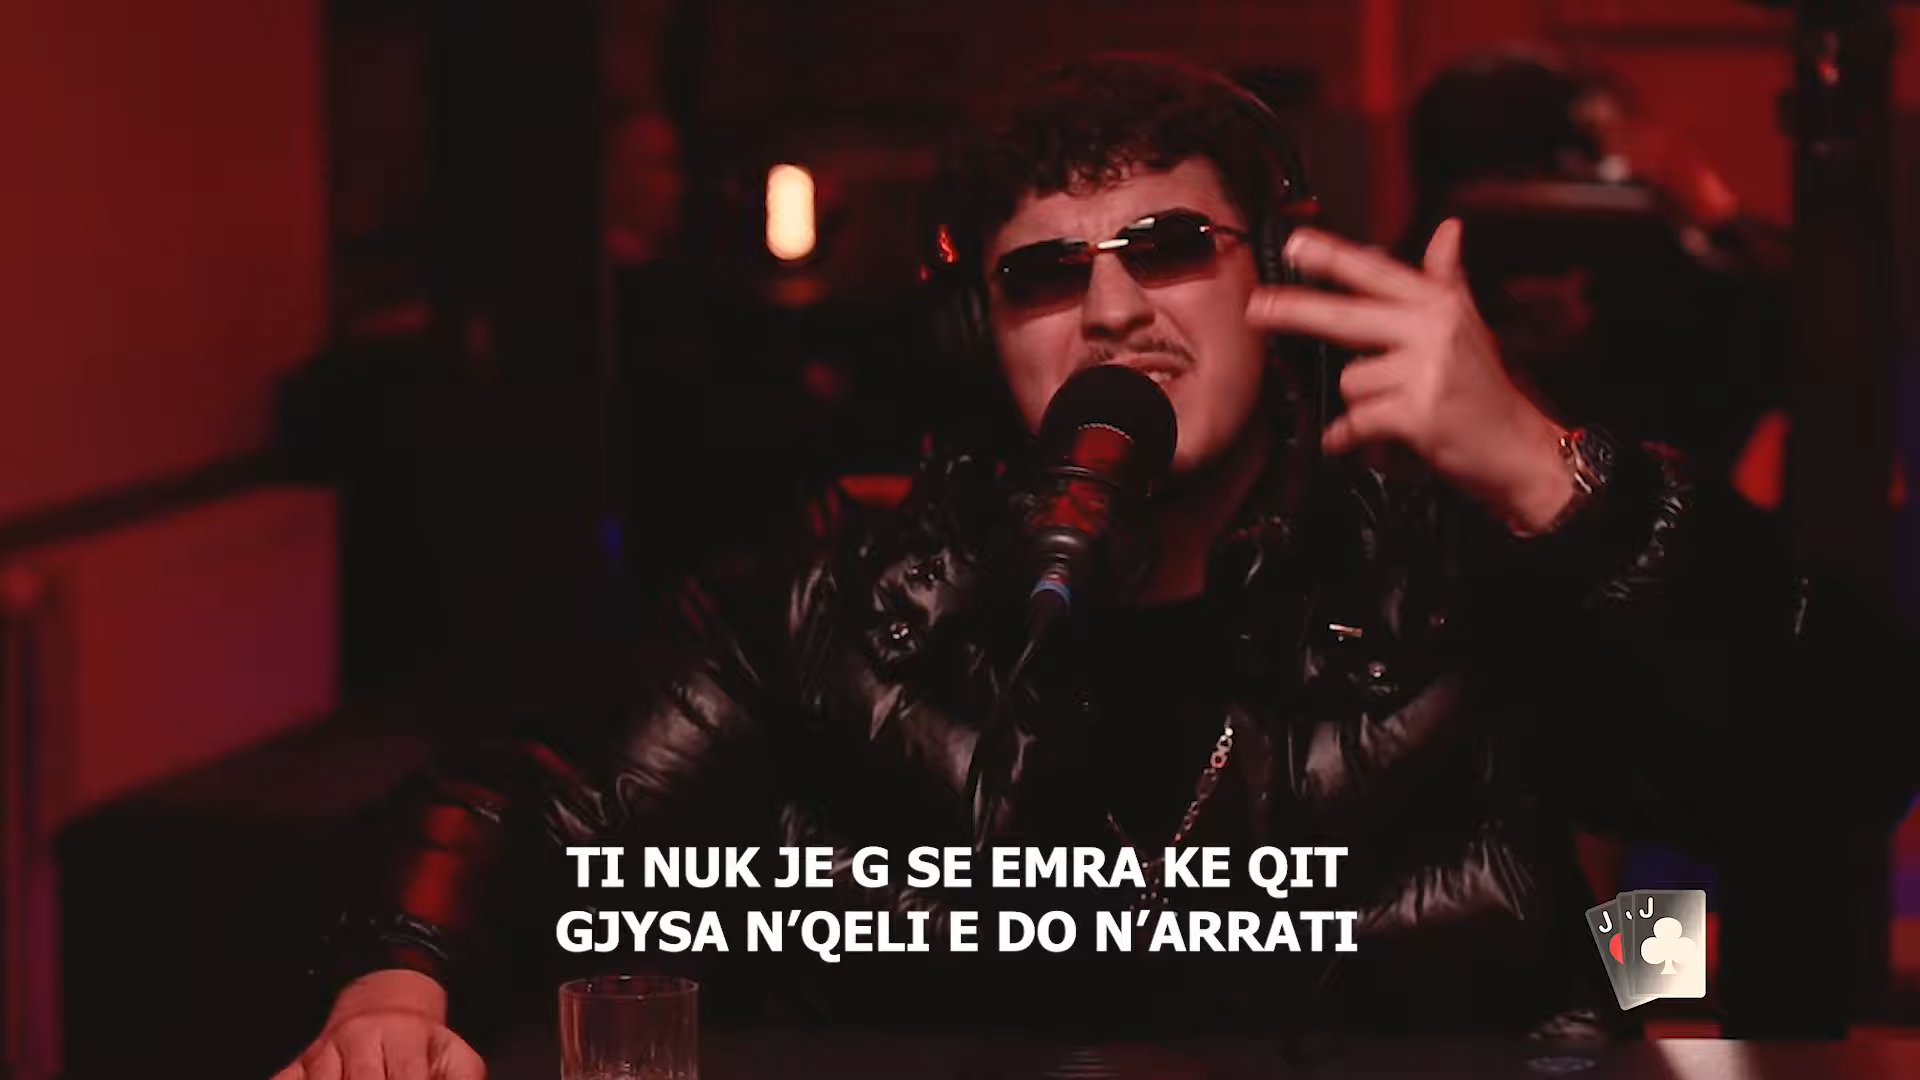 TI NUK JE G SE EMRA KE QIT
GJYSA N’QELI E DO N’ARRATI
J
J